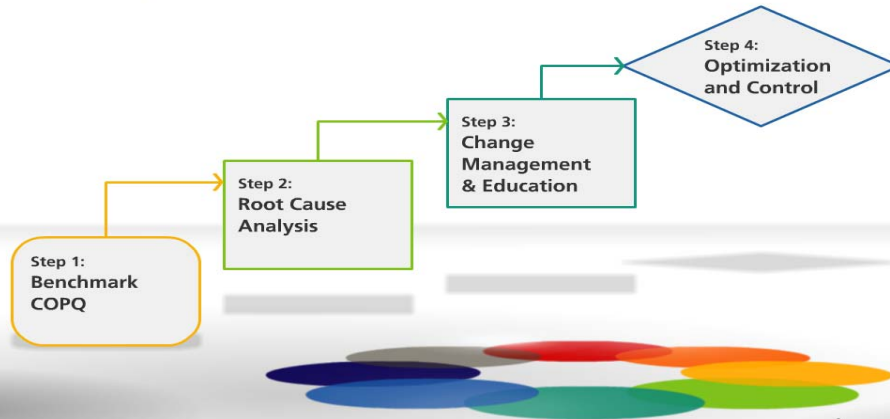 Step 1:
Benchmark
COPQ
Step 2:
Root Cause
Analysis
Step 3:
Change
Management
& Education
Step 4:
Optimization
and Control